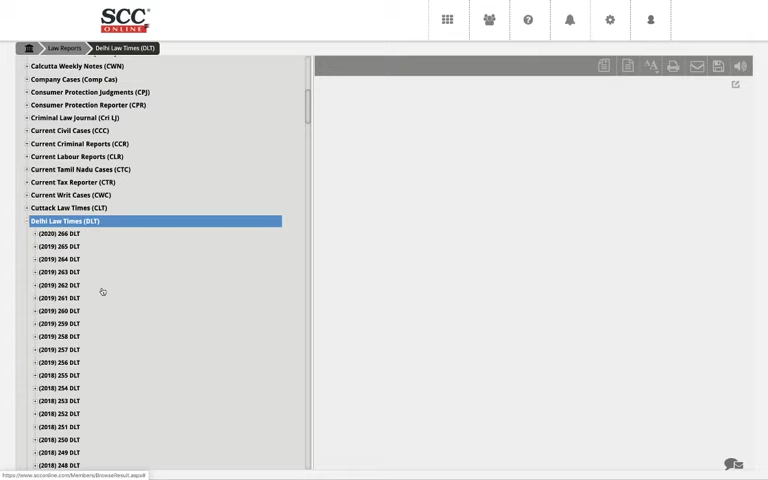 SCC®
ONLINE®
Law Reports
Delhi Law Times (DLT)
Calcutta Weekly Notes (CWN)
Company Cases (Comp Cas)
Consumer Protection Judgments (CPJ)
Consumer Protection Reporter (CPR)
Criminal Law Journal (Cri LJ)
Current Civil Cases (CCC)
Current Criminal Reports (CCR)
Current Labour Reports (CLR)
Current Tamil Nadu Cases (CTC)
Current Tax Reporter (CTR)
Current Writ Cases (CWC)
Cuttack Law Times (CLT)
Delhi Law Times (DLT)
(2020) 266 DLT
(2019) 265 DLT
(2019) 264 DLT
(2019) 263 DLT
(2019) 262 DLT
(2019) 261 DLT
(2019) 260 DLT
(2019) 259 DLT
(2019) 258 DLT
(2019) 257 DLT
(2019) 256 DLT
(2018) 255 DLT
(2018) 254 DLT
(2018) 253 DLT
(2018) 252 DLT
(2018) 251 DLT
(2018) 250 DLT
(2018) 249 DLT
(2018) 248 DLT
https://www.scconline.com/Members/BrowseResult.aspx#